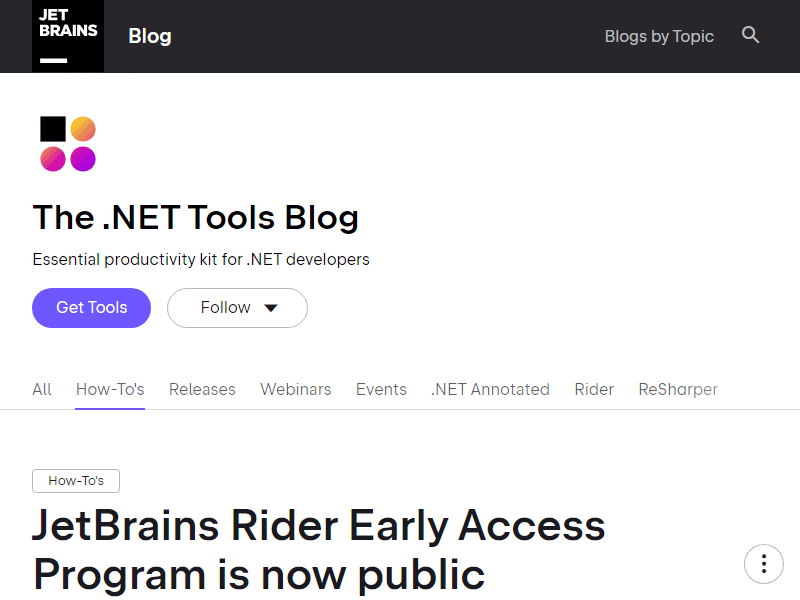 JET
BRAINS
Blog
Blogs by Topic
The .NET Tools Blog
Essential productivity kit for .NET developers
Get Tools
Follow
All How-To's Releases Webinars Events .NET Annotated Rider ReSharper
How-To's
JetBrains Rider Early Access
Program is now public